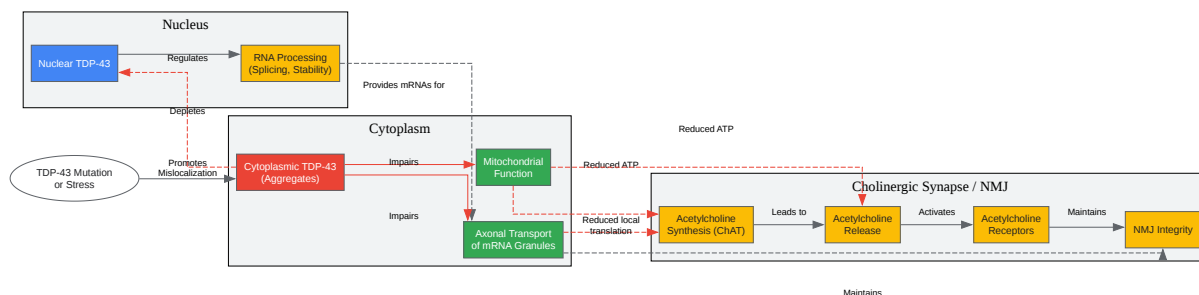 Nucleus
Nuclear TDP-43
Regulates
RNA Processing
(Splicing, Stability)
Provides mRNAs for
Depletes
Cytoplasm
TDP-43 Mutation
or Stress
Promotes
Mislocalization
Cytoplasmic TDP-43
(Aggregates)
Impairs
Impairs
Mitochondrial
Function
Axonal Transport
of mRNA Granules
Reduced ATP
Reduced ATP
Reduced local
translation
Cholinergic Synapse / NMJ
Acetylcholine
Synthesis (ChAT)
Leads to
Acetylcholine
Release
Activates
Acetylcholine
Receptors
Maintains
NMJ Integrity
Maintains